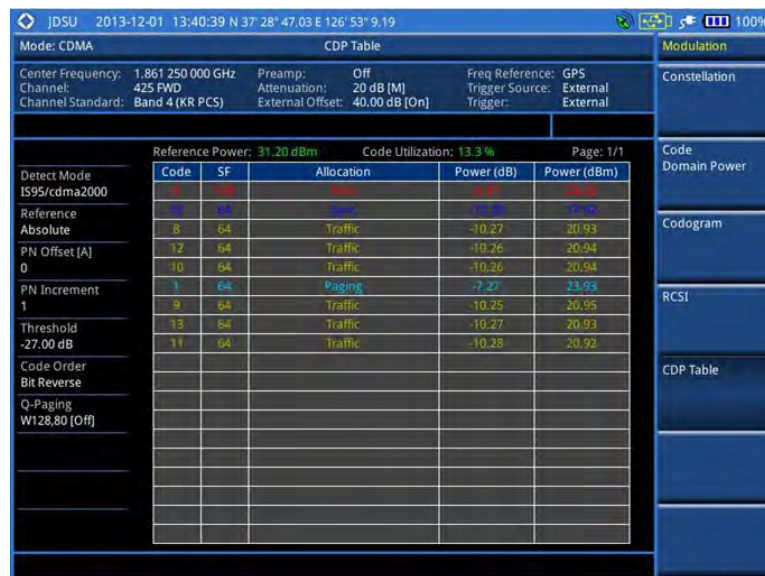 JDSU 2013-12-01 13:40:39 N 37' 28" 47.03 E 126' 53" 9.19 100%
Mode: CDMA CDP Table Modulation
Center Frequency: 1.861 250 000 GHz Preamp: Off Freq Reference: GPS
Channel: 425 FWD Attenuation: 20 dB [M] Trigger Source: External
Channel Standard: Band 4 (KR PCS) External Offset: 40.00 dB [On] Trigger: External
Constellation
Reference Power: 31.20 dBm Code Utilization: 13.3 % Page: 1/1
Code
Domain Power
Detect Mode
IS95/cdma2000
Reference
Absolute
PN Offset [A]
0
PN Increment
1
Threshold
-27.00 dB
Code Order
Bit Reverse
Q-Paging
W128,80 [Off]
Code SF Allocation Power (dB) Power (dBm)
64
8 64 Traffic -10.27 20.93
12 64 Traffic -10.26 20.94
10 64 Traffic -10.26 20.94
1 64 Paging -7.27 23.93
9 64 Traffic -10.25 20.95
13 64 Traffic -10.27 20.93
11 64 Traffic -10.28 20.92
Codogram
RCSI
CDP Table